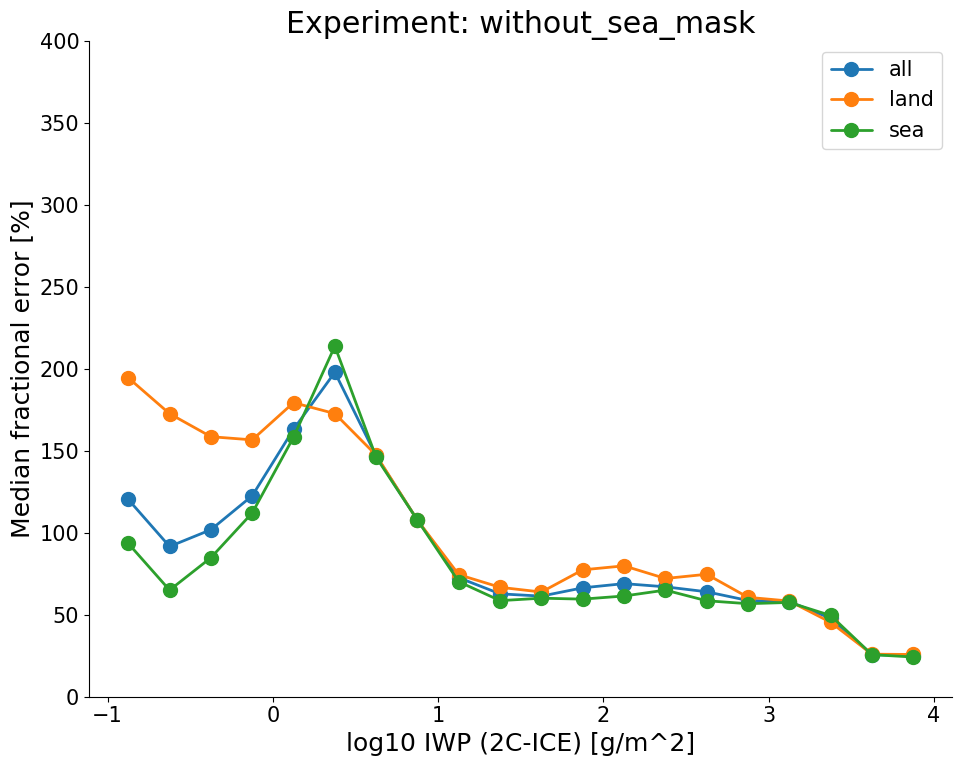 Experiment: without_sea_mask
all
land
sea
Median fractional error [%]
400
350
300
250
200
150
100
50
0
−1 0 1 2 3 4
log10 IWP (2C-ICE) [g/m^2]